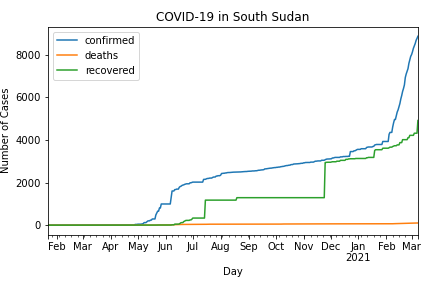 COVID-19 in South Sudan
confirmed
deaths
recovered
Number of Cases
8000
6000
4000
2000
0
Feb Mar Apr May Jun Jul Aug Sep Oct Nov Dec Jan Feb Mar
2021
Day